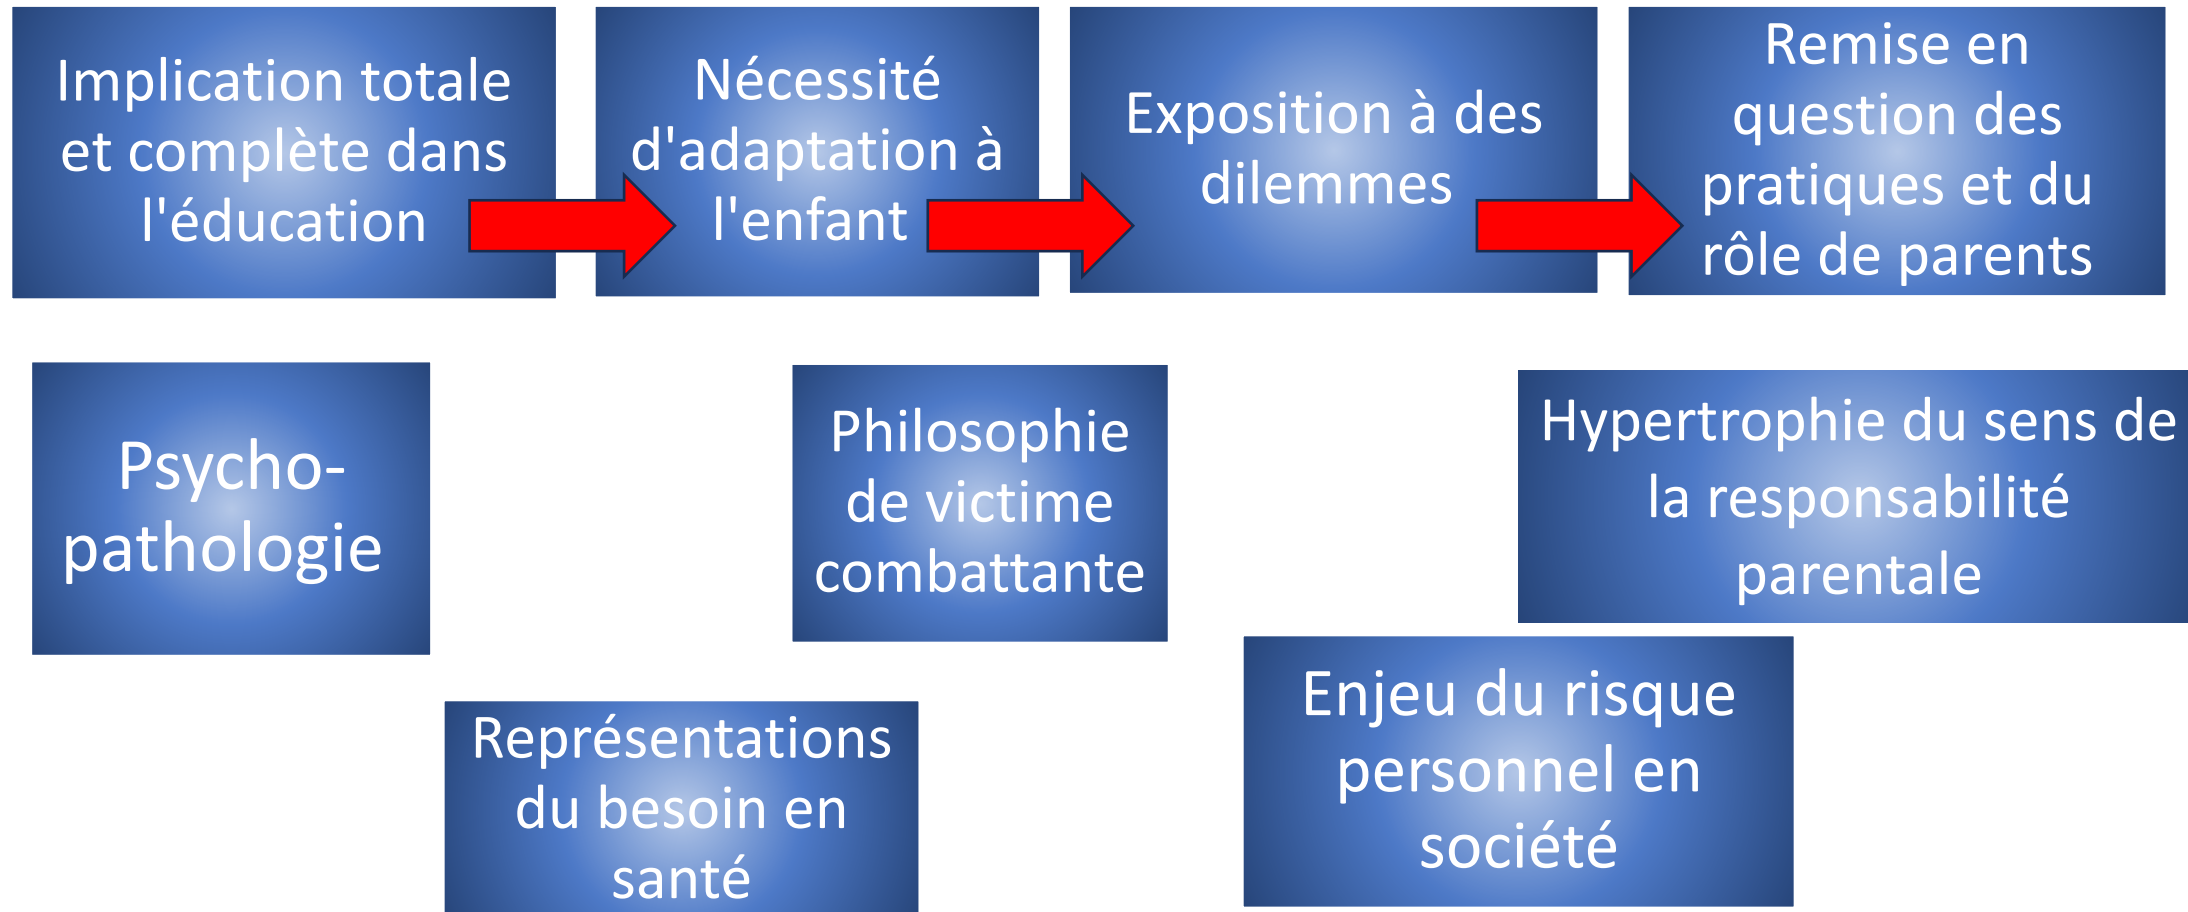 Implication totale
et complète dans
l'éducation
Nécessité
d'adaptation à
l'enfant
Exposition à des
dilemmes
Remise en
question des
pratiques et du
rôle de parents
Psycho-
pathologie
Philosophie
de victime
combattante
Hypertrophie du sens de
la responsabilité
parentale
Représentations
du besoin en
santé
Enjeu du risque
personnel en
société